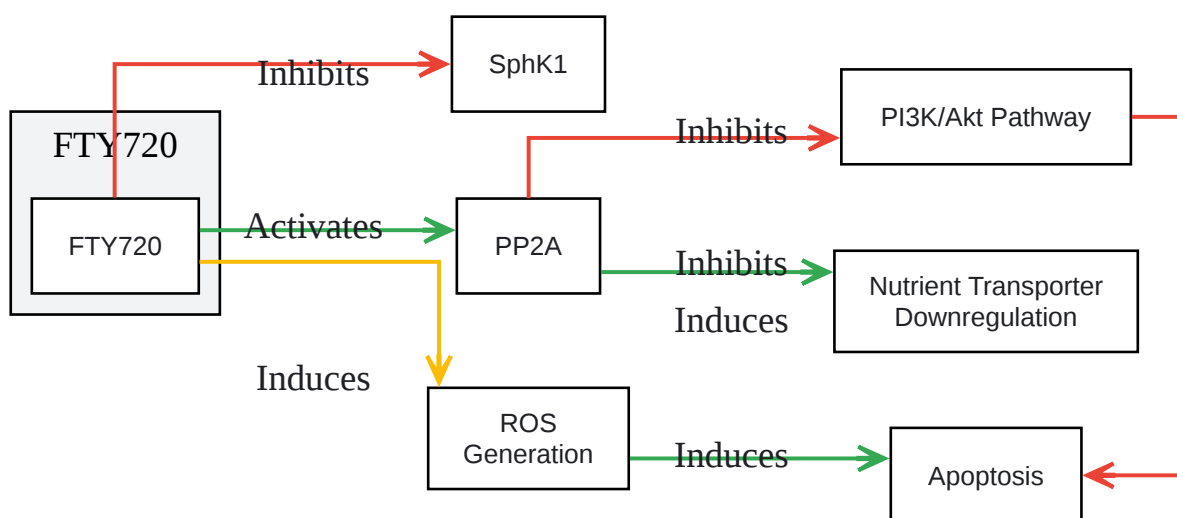 SphK1
Inhibits
PI3K/Akt Pathway
Inhibits
FTY720
FTY720
Activates
PP2A
Inhibits
Nutrient Transporter
Downregulation
Induces
Induces
ROS
Generation
Induces
Apoptosis